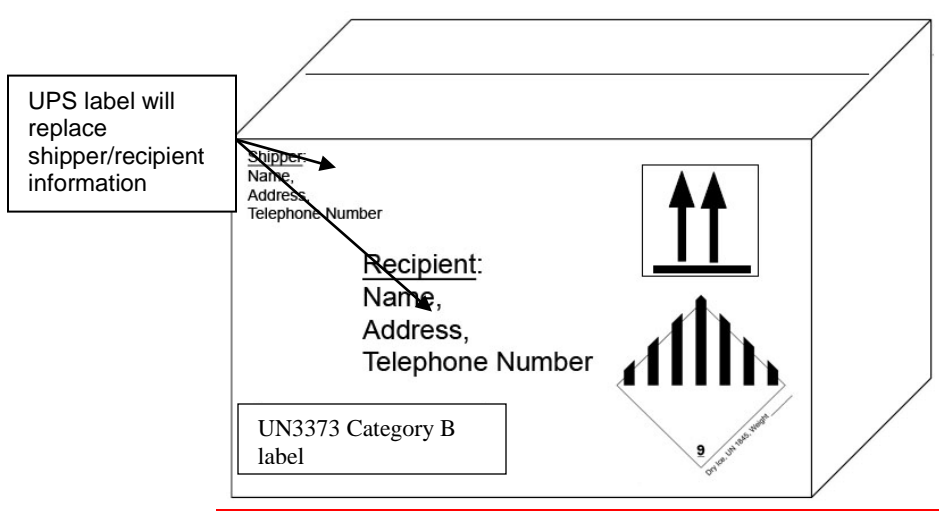 UPS label will
replace
shipper/recipient
information
Shipper:
Name,
Address,
Telephone Number
Recipient:
Name,
Address,
Telephone Number
UN3373 Category B
label
9
Dry Ice, UN 1845, Weight ____